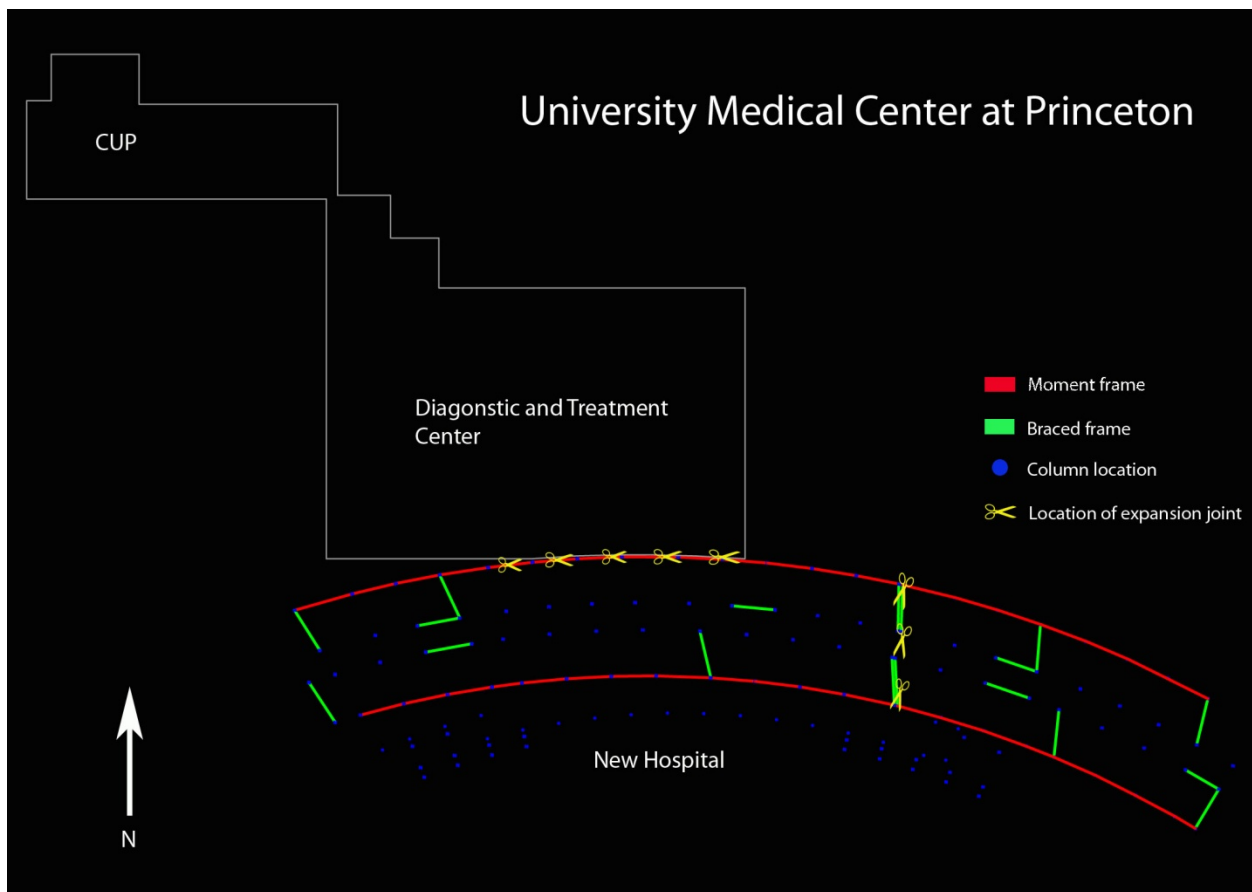 University Medical Center at Princeton
CUP
Diagonstic and Treatment
Center
Moment frame
Braced frame
Column location
Location of expansion joint
New Hospital
N